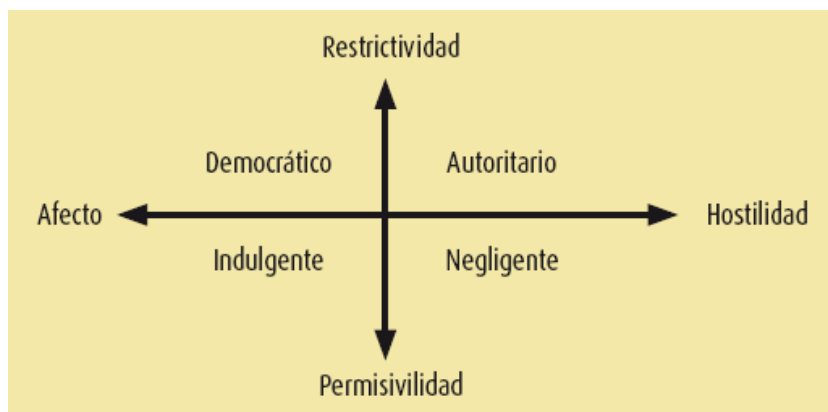 Restrictividad
Democrático Autoritario
Afecto Hostilidad
Indulgente Negligente
Permisivilidad